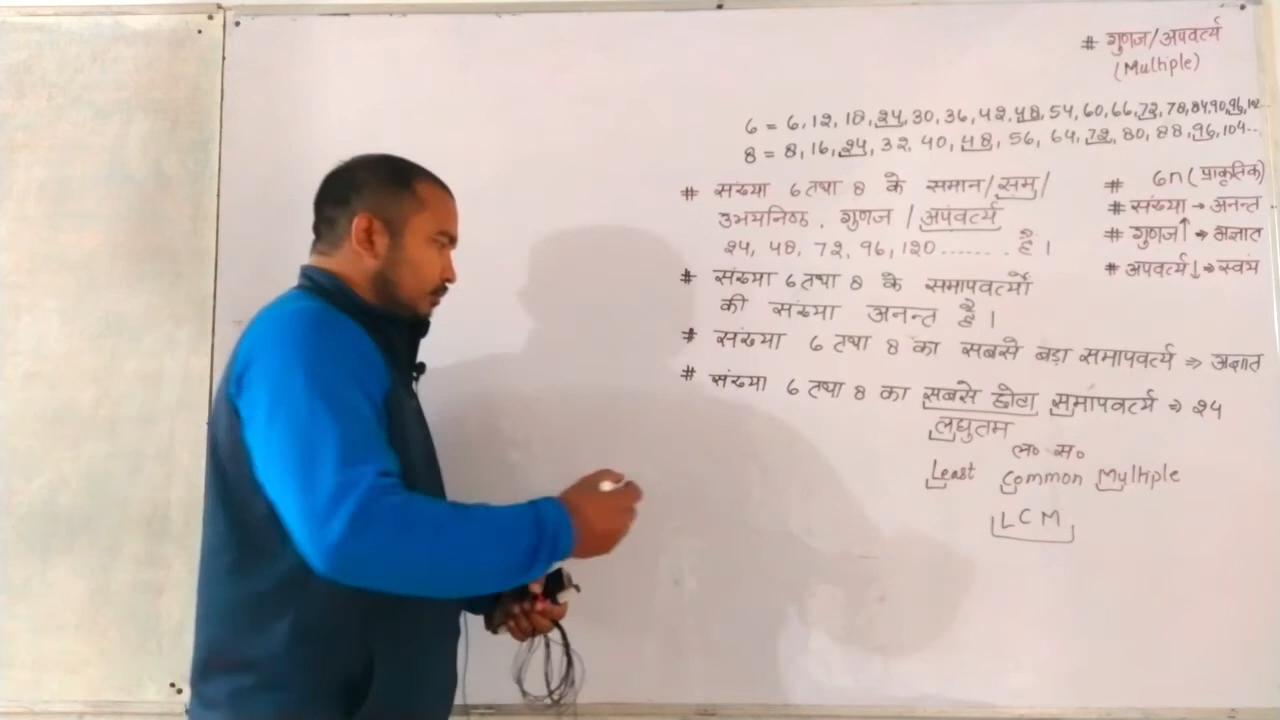 # गुणज/अपवर्त्य
(Multiple)
6 = 6, 12, 18, 24, 30, 36, 42, 48, 54, 60, 66, 72, 78, 84, 90, 96, 102...
8 = 8, 16, 24, 32, 40, 48, 56, 64, 72, 80, 88, 96, 104...
# संख्या 6 तथा 8 के समान/सम/
उभयनिष्ठ, गुणज / अपवर्त्य
24, 48, 72, 96, 120........ है।
# संख्या 6 तथा 8 के समापवर्त्यों
की संख्या अनन्त है।
# संख्या 6 तथा 8 का सबसे बड़ा समापवर्त्य ⇒ अज्ञात
# संख्या 6 तथा 8 का सबसे छोटा समापवर्त्य ⇒ 24
लघुतम
ल० स०
Least Common Multiple
LCM
# 6n (प्राकृतिक)
# संख्या → अनन्त
# गुणज↑ → अज्ञात
# अपवर्त्य↓ → स्वयं